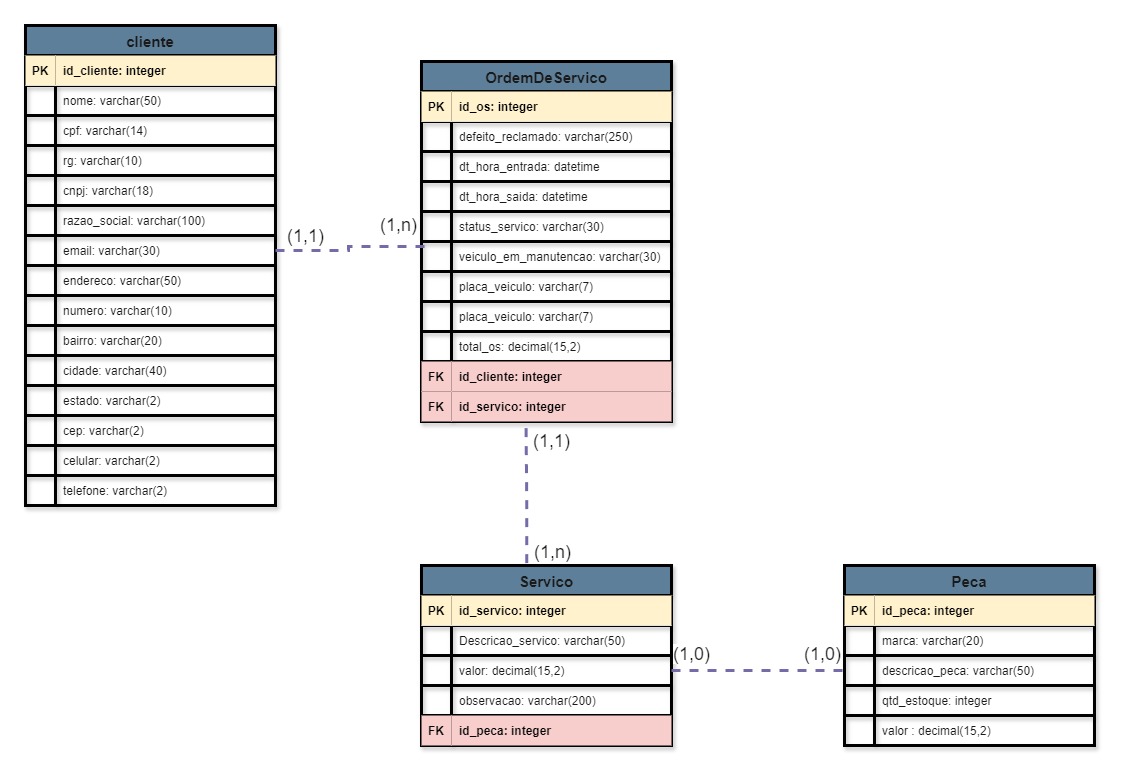 cliente
PK id_cliente: integer
nome: varchar(50)
cpf: varchar(14)
rg: varchar(10)
cnpj: varchar(18)
razao_social: varchar(100)
email: varchar(30)
endereco: varchar(50)
numero: varchar(10)
bairro: varchar(20)
cidade: varchar(40)
estado: varchar(2)
cep: varchar(2)
celular: varchar(2)
telefone: varchar(2)
(1,1)
(1,n)
OrdemDeServico
PK id_os: integer
defeito_reclamado: varchar(250)
dt_hora_entrada: datetime
dt_hora_saida: datetime
status_servico: varchar(30)
veiculo_em_manutencao: varchar(30)
placa_veiculo: varchar(7)
placa_veiculo: varchar(7)
total_os: decimal(15,2)
FK id_cliente: integer
FK id_servico: integer
(1,1)
(1,n)
Servico
PK id_servico: integer
Descricao_servico: varchar(50)
valor: decimal(15,2)
observacao: varchar(200)
FK id_peca: integer
(1,0)
(1,0)
Peca
PK id_peca: integer
marca: varchar(20)
descricao_peca: varchar(50)
qtd_estoque: integer
valor : decimal(15,2)